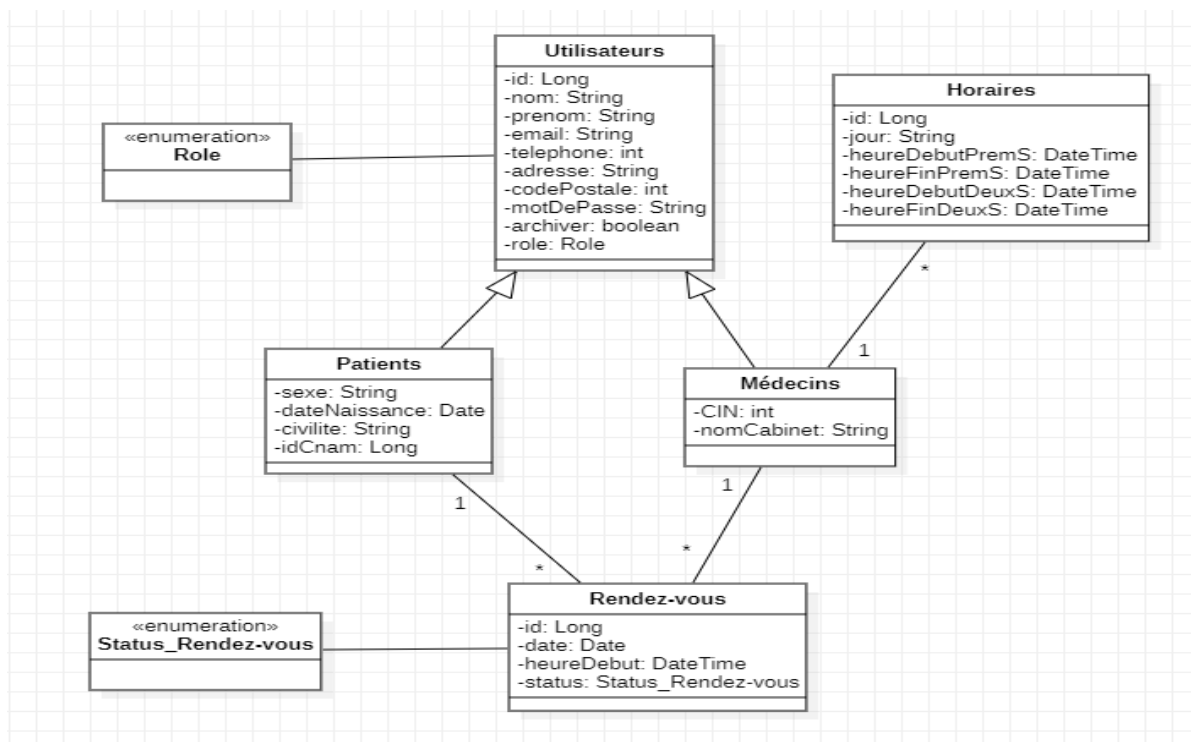 Utilisateurs
-id: Long
-nom: String
-prenom: String
-email: String
-telephone: int
-adresse: String
-codePostale: int
-motDePasse: String
-archiver: boolean
-role: Role
Horaires
-id: Long
-jour: String
-heureDebutPremS: DateTime
-heureFinPremS: DateTime
-heureDebutDeuxS: DateTime
-heureFinDeuxS: DateTime
«enumeration»
Role
*
1
Patients
-sexe: String
-dateNaissance: Date
-civilite: String
-idCnam: Long
Médecins
-CIN: int
-nomCabinet: String
1
*
1
*
Rendez-vous
-id: Long
-date: Date
-heureDebut: DateTime
-status: Status_Rendez-vous
«enumeration»
Status_Rendez-vous